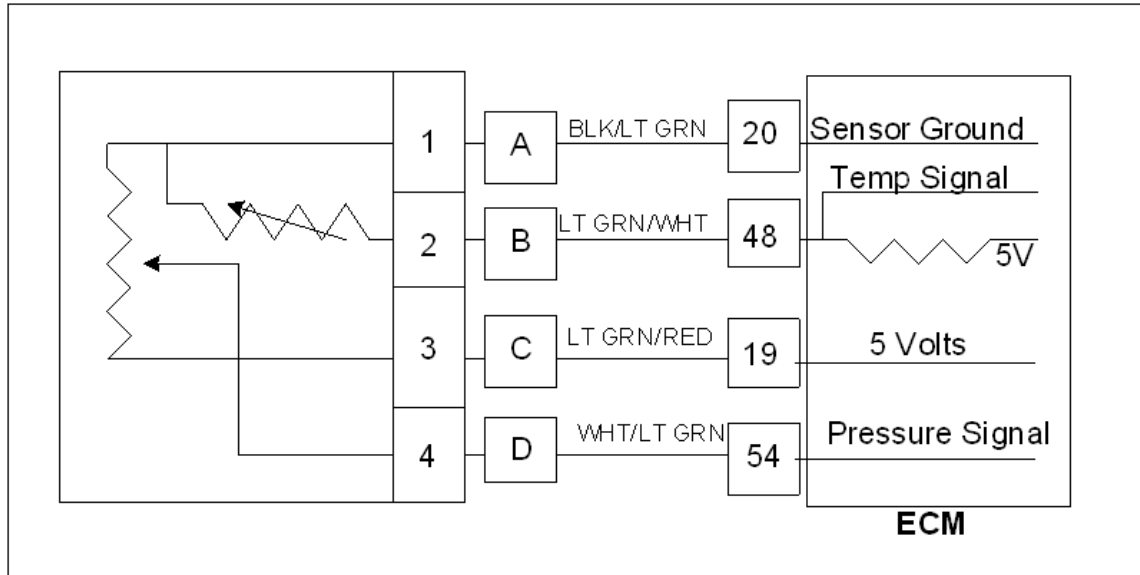 1 A BLK/LT GRN 20 Sensor Ground
Temp Signal
2 B LT GRN/WHT 48 5V
3 C LT GRN/RED 19 5 Volts
4 D WHT/LT GRN 54 Pressure Signal
ECM